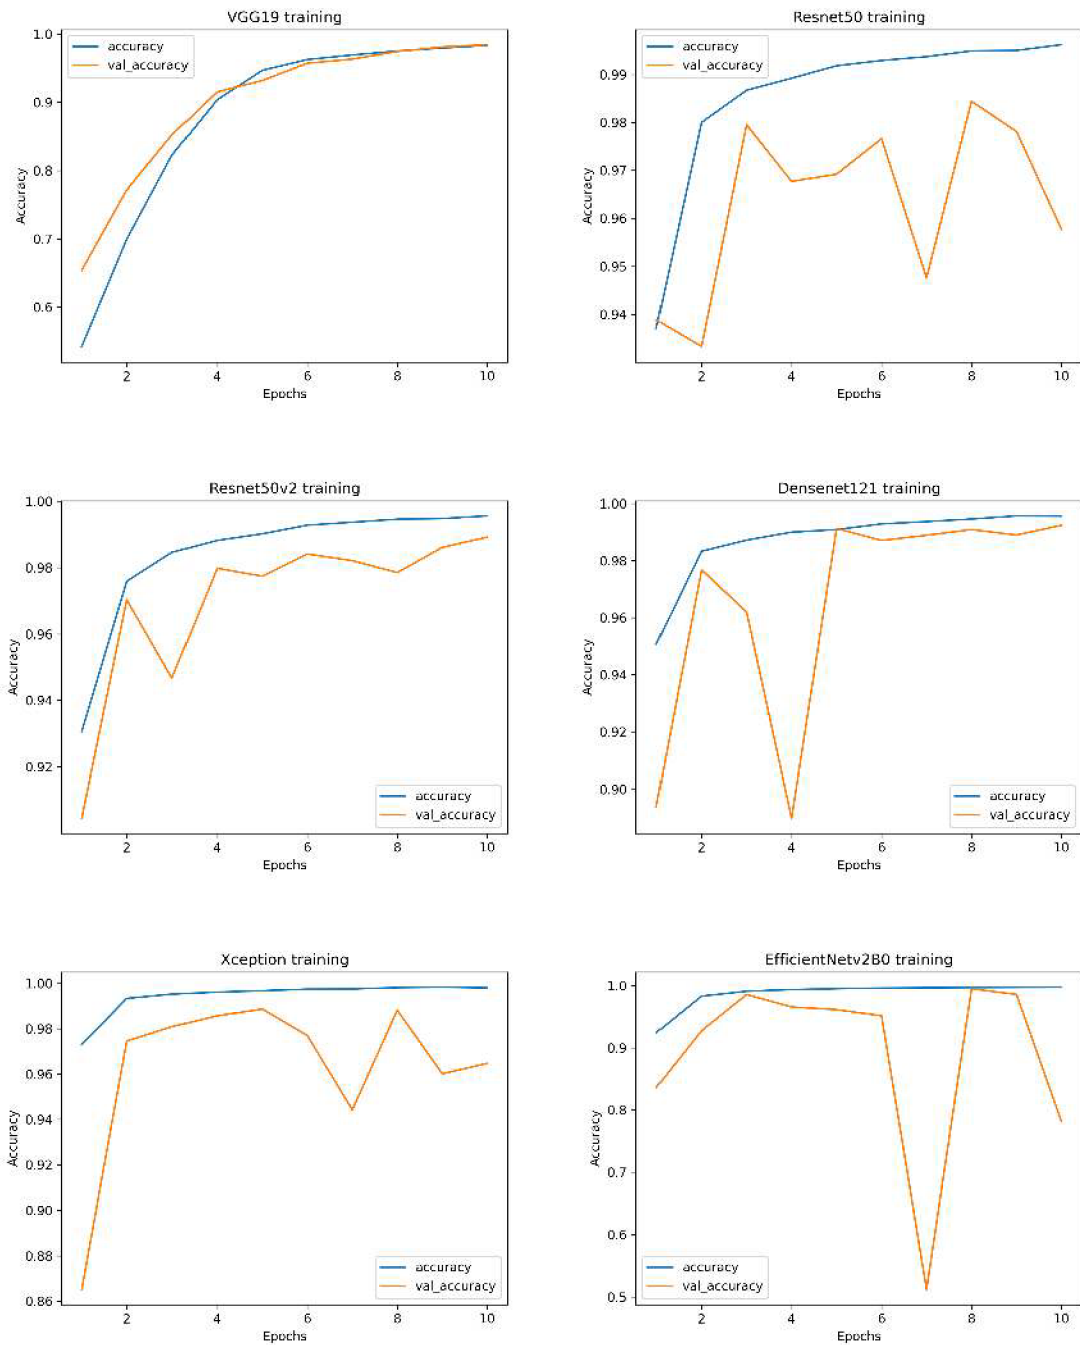 VGG19 training
accuracy
val_accuracy
1.0
0.9
0.8
0.7
0.6
Accuracy
2 4 6 8 10
Epochs
Resnet50 training
accuracy
val_accuracy
0.99
0.98
0.97
0.96
0.95
0.94
Accuracy
2 4 6 8 10
Epochs
Resnet50v2 training
1.00
0.98
0.96
0.94
0.92
Accuracy
accuracy
val_accuracy
2 4 6 8 10
Epochs
Densenet121 training
1.00
0.98
0.96
0.94
0.92
0.90
Accuracy
accuracy
val_accuracy
2 4 6 8 10
Epochs
Xception training
1.00
0.98
0.96
0.94
0.92
0.90
0.88
0.86
Accuracy
accuracy
val_accuracy
2 4 6 8 10
Epochs
EfficientNetv2B0 training
1.0
0.9
0.8
0.7
0.6
0.5
Accuracy
accuracy
val_accuracy
2 4 6 8 10
Epochs